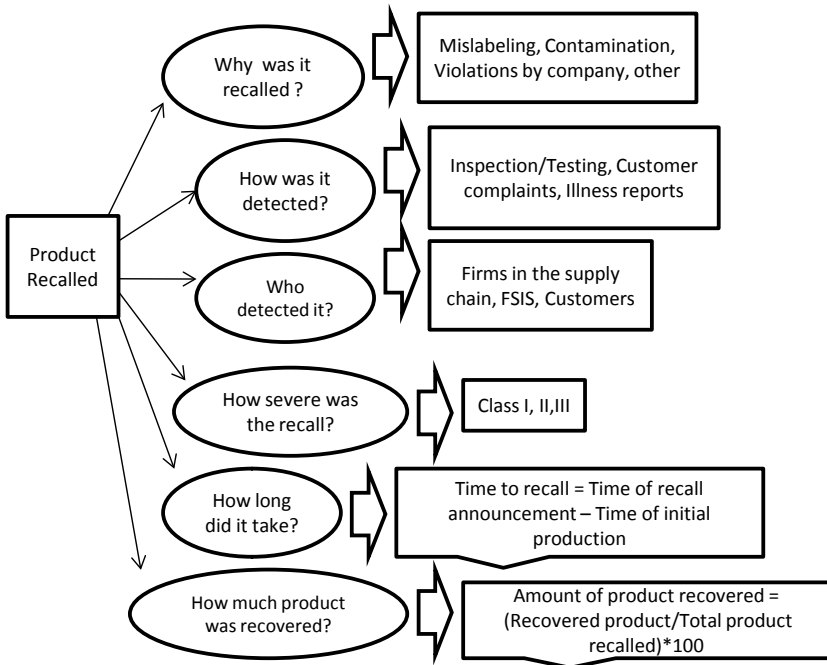 Why was it
recalled ?
Mislabeling, Contamination,
Violations by company, other
How was it
detected?
Inspection/Testing, Customer
complaints, Illness reports
Product
Recalled
Who
detected it?
Firms in the supply
chain, FSIS, Customers
How severe was
the recall?
Class I, II,III
How long
did it take?
Time to recall = Time of recall
announcement – Time of initial
production
How much product
was recovered?
Amount of product recovered =
(Recovered product/Total product
recalled)*100